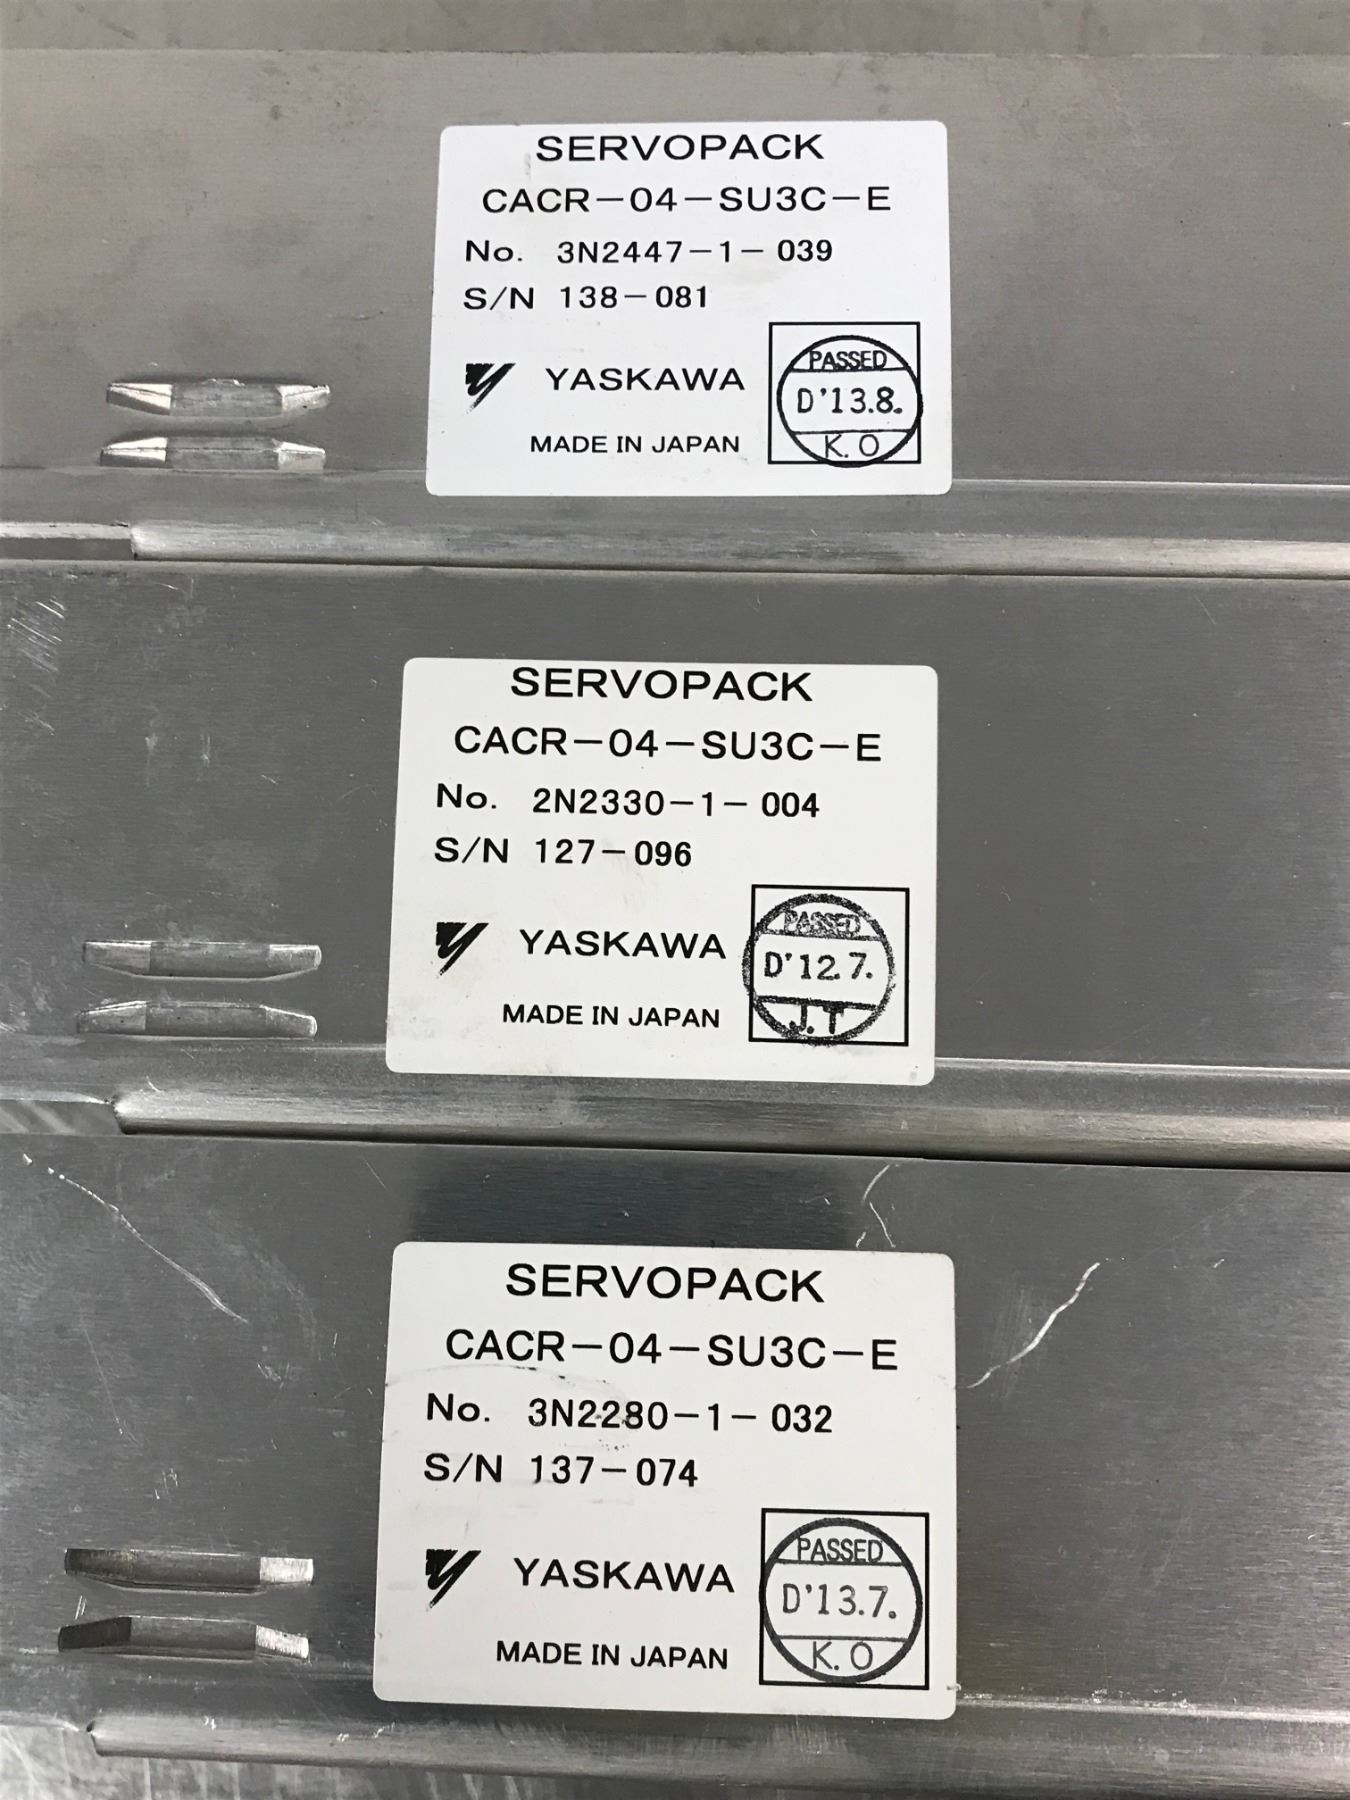 SERVOPACK
CACR-04-SU3C-E
No. 3N2447-1-039
S/N 138-081
YASKAWA
MADE IN JAPAN
PASSED
D'13.8.
K.O
SERVOPACK
CACR-04-SU3C-E
No. 2N2330-1-004
S/N 127-096
YASKAWA
MADE IN JAPAN
PASSED
D'12.7.
J.T
SERVOPACK
CACR-04-SU3C-E
No. 3N2280-1-032
S/N 137-074
YASKAWA
MADE IN JAPAN
PASSED
D'13.7.
K.O